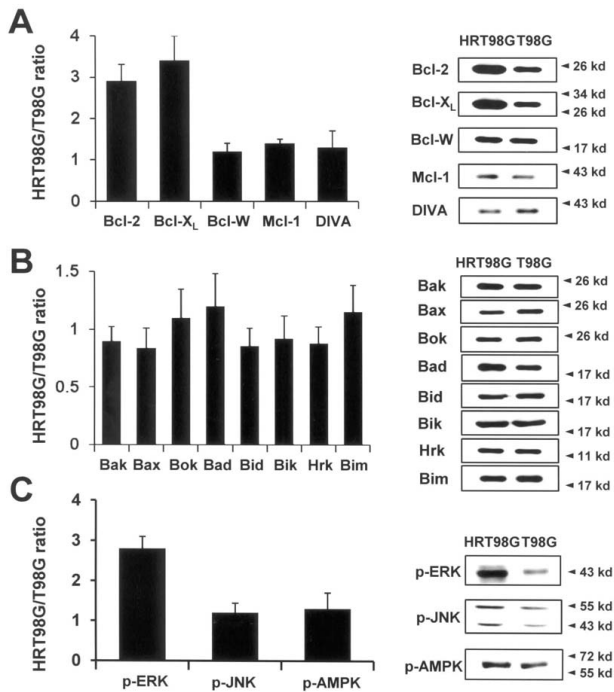 A
HRT98G/T98G ratio
4
3
2
1
0
Bcl-2 Bcl-XL Bcl-W Mcl-1 DIVA
HRT98G T98G
Bcl-2 ◄ 26 kd
◄ 34 kd
Bcl-XL ◄ 26 kd
Bcl-W ◄ 17 kd
Mcl-1 ◄ 43 kd
DIVA ◄ 43 kd
B
HRT98G/T98G ratio
1.5
1
0.5
0
Bak Bax Bok Bad Bid Bik Hrk Bim
HRT98G T98G
Bak ◄ 26 kd
Bax ◄ 26 kd
Bok ◄ 26 kd
Bad ◄ 17 kd
Bid ◄ 17 kd
Bik ◄ 17 kd
Hrk ◄ 11 kd
Bim ◄ 17 kd
C
HRT98G/T98G ratio
4
3
2
1
0
p-ERK p-JNK p-AMPK
HRT98G T98G
p-ERK ◄ 43 kd
◄ 55 kd
p-JNK ◄ 43 kd
◄ 72 kd
p-AMPK ◄ 55 kd